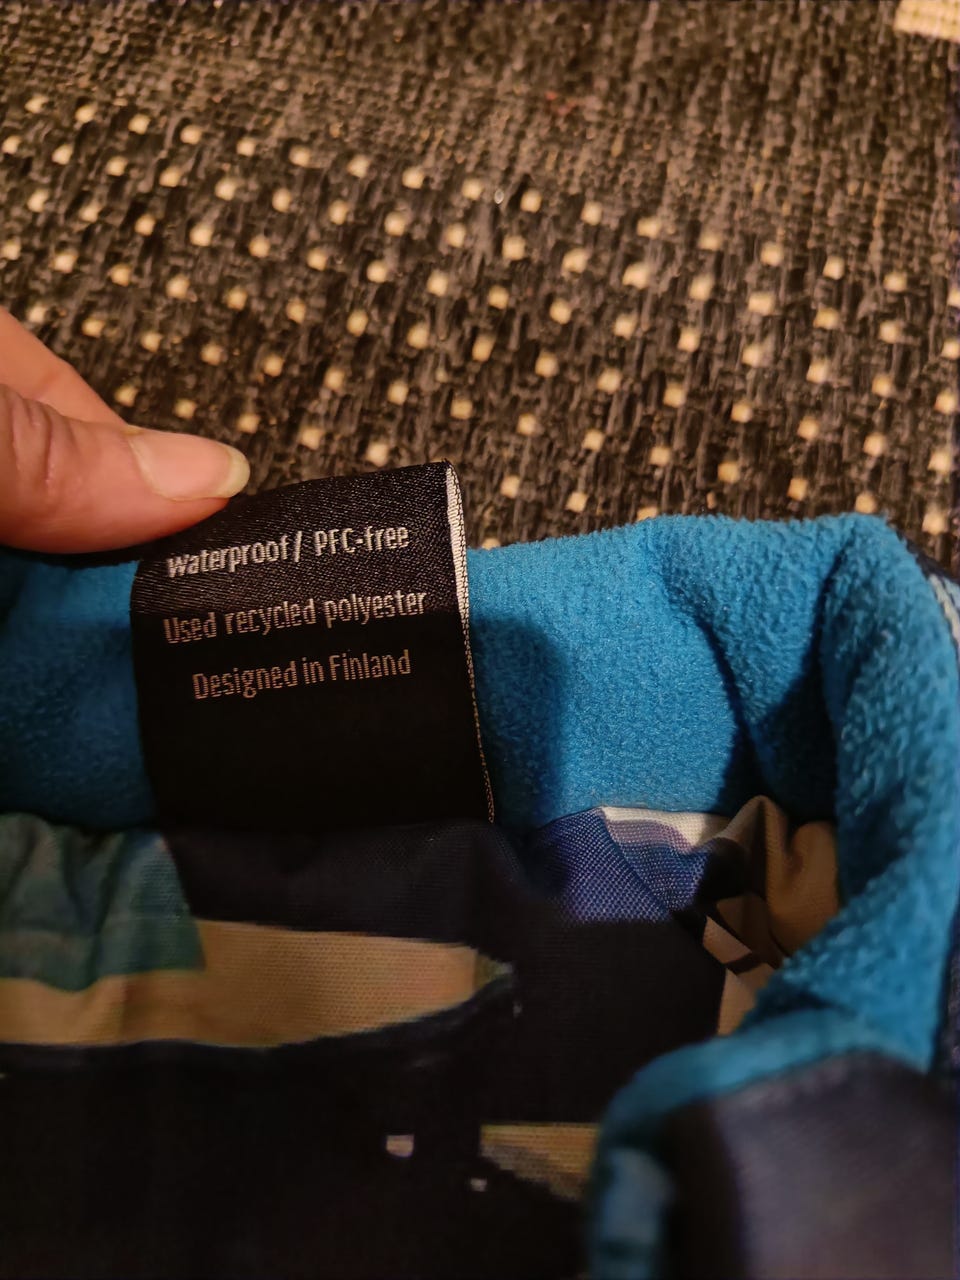 Waterproof/ PFC-free
Used recycled polyester
Designed in Finland